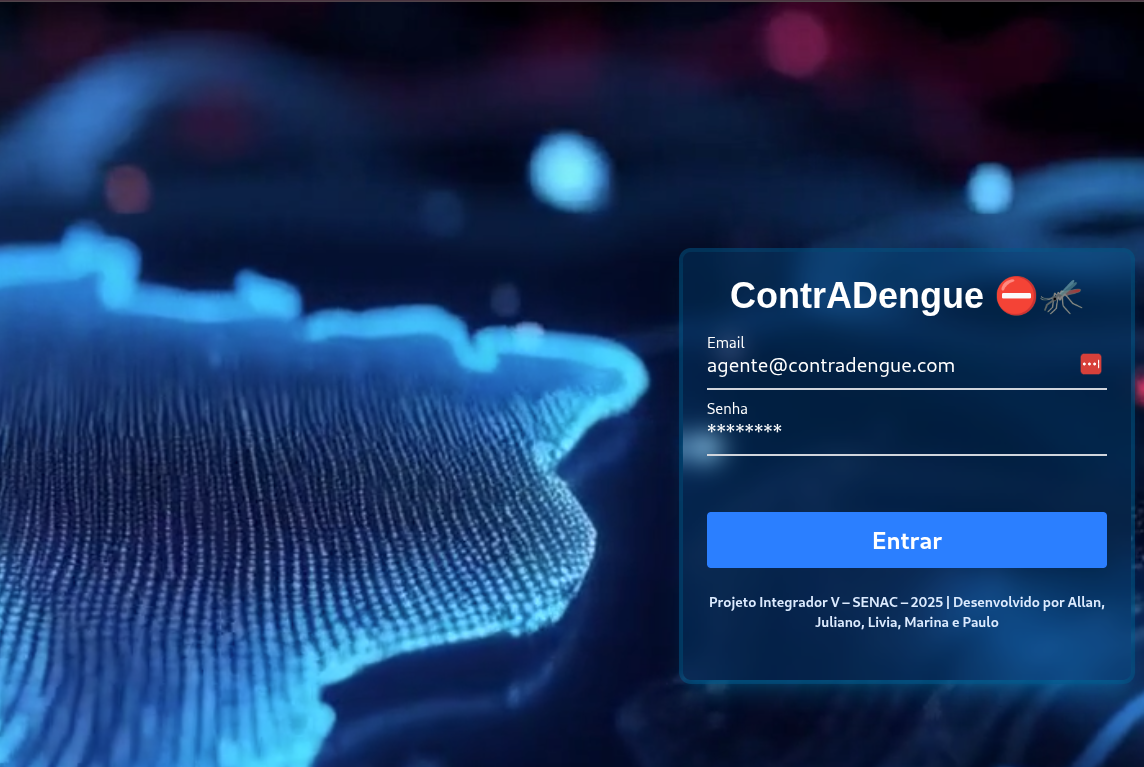 ContrADengue ⛔🦟
Email
agente@contradengue.com
Senha
********
Entrar
Projeto Integrador V – SENAC – 2025 | Desenvolvido por Allan,
Juliano, Livia, Marina e Paulo